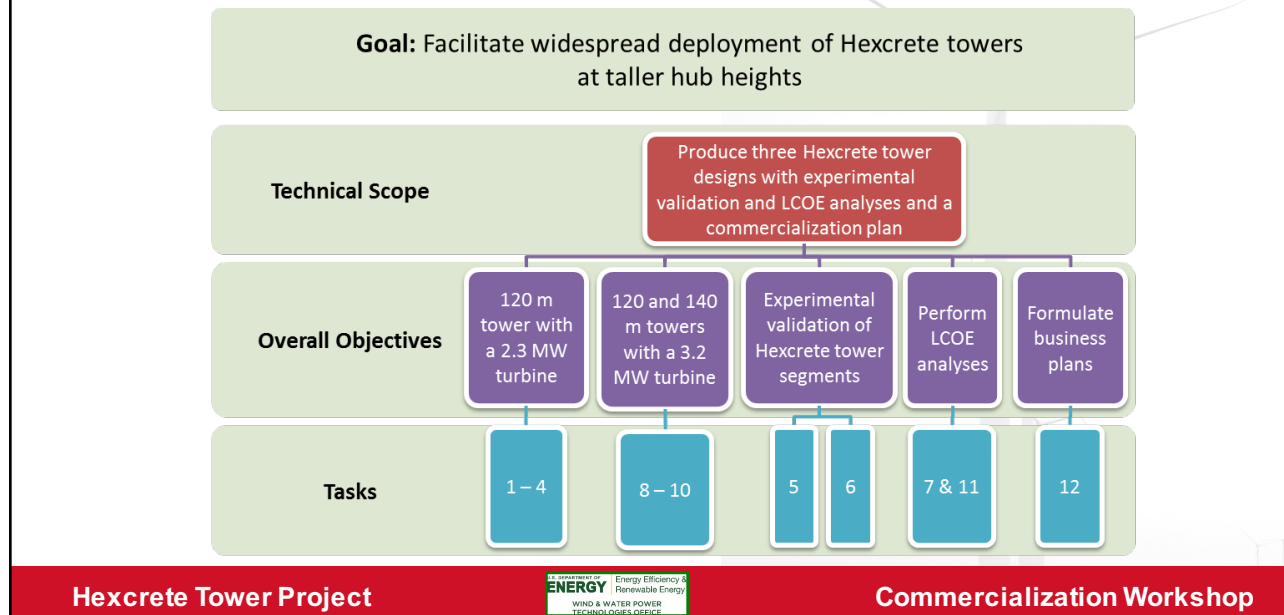 Goal: Facilitate widespread deployment of Hexcrete towers
at taller hub heights
Technical Scope
Produce three Hexcrete tower
designs with experimental
validation and LCOE analyses and a
commercialization plan
Overall Objectives
120 m
tower with
a 2.3 MW
turbine
120 and 140
m towers
with a 3.2
MW turbine
Experimental
validation of
Hexcrete tower
segments
Perform
LCOE
analyses
Formulate
business
plans
Tasks
1 – 4
8 – 10
5
6
7 & 11
12
Hexcrete Tower Project
U.S. DEPARTMENT OF
ENERGY
Energy Efficiency &
Renewable Energy
WIND & WATER POWER
TECHNOLOGIES OFFICE
Commercialization Workshop